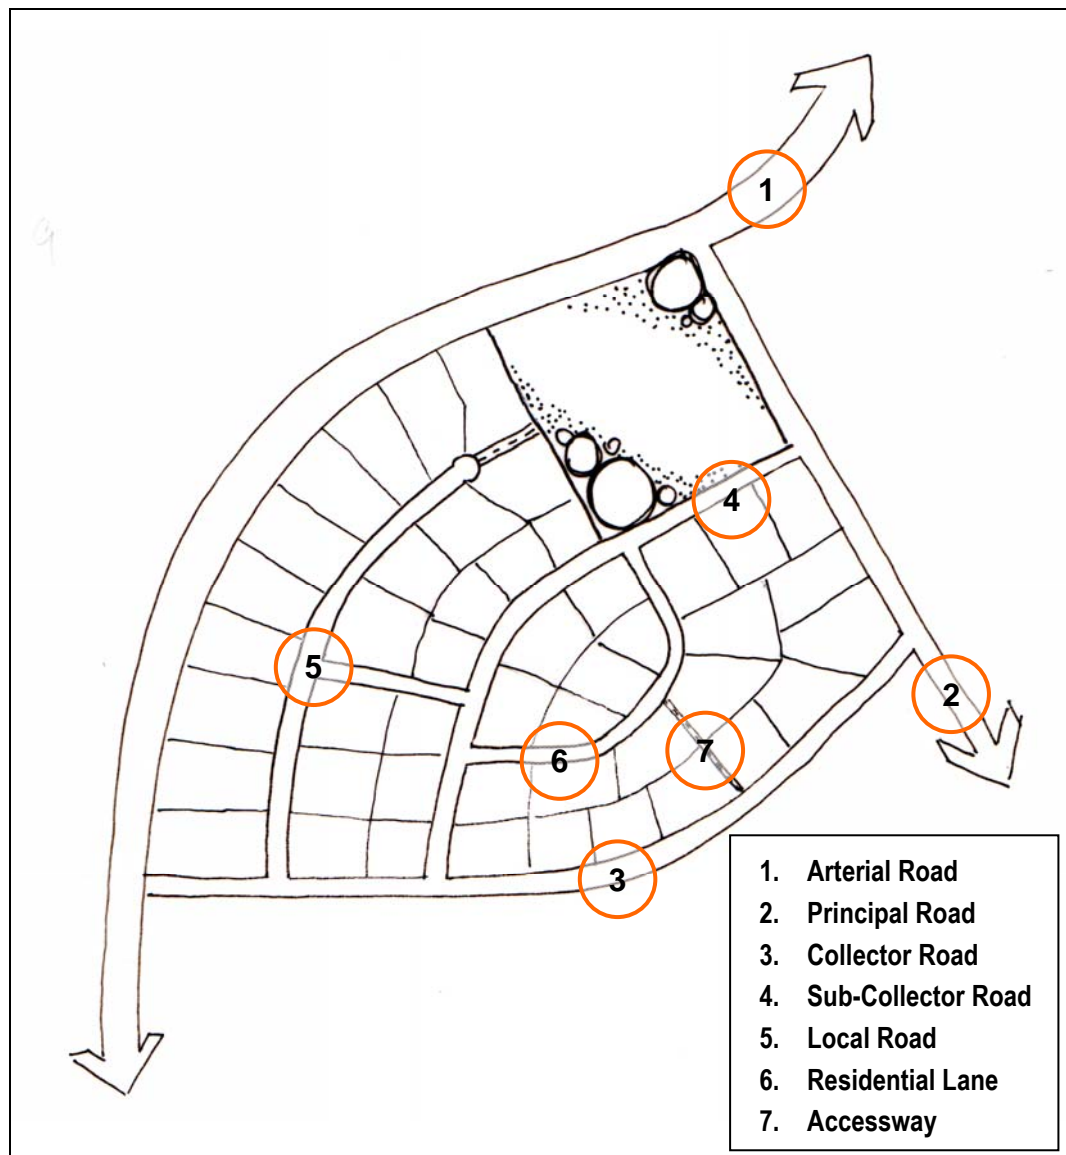 1
4
5
2
6
7
3
1. Arterial Road
2. Principal Road
3. Collector Road
4. Sub-Collector Road
5. Local Road
6. Residential Lane
7. Accessway